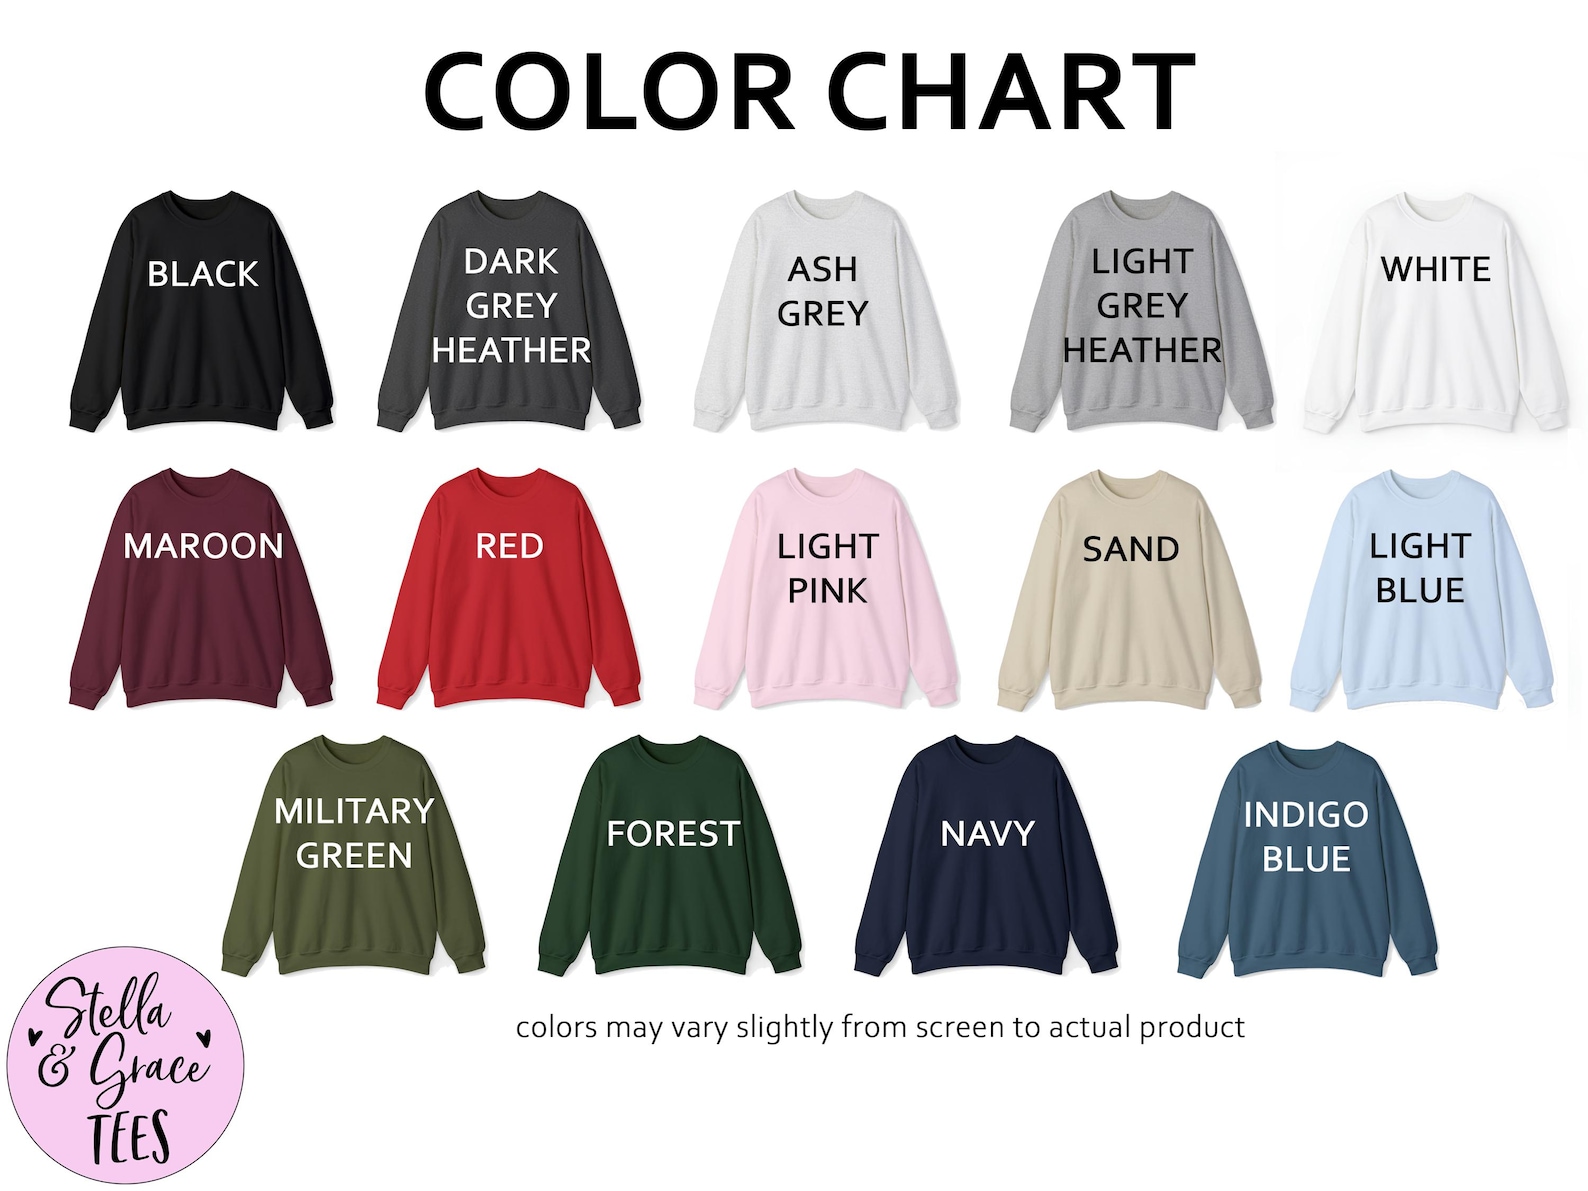 COLOR CHART
BLACK
DARK
GREY
HEATHER
ASH
GREY
LIGHT
GREY
HEATHER
WHITE
MAROON
RED
LIGHT
PINK
SAND
LIGHT
BLUE
MILITARY
GREEN
FOREST
NAVY
INDIGO
BLUE
colors may vary slightly from screen to actual product
Stella
& Grace
TEES